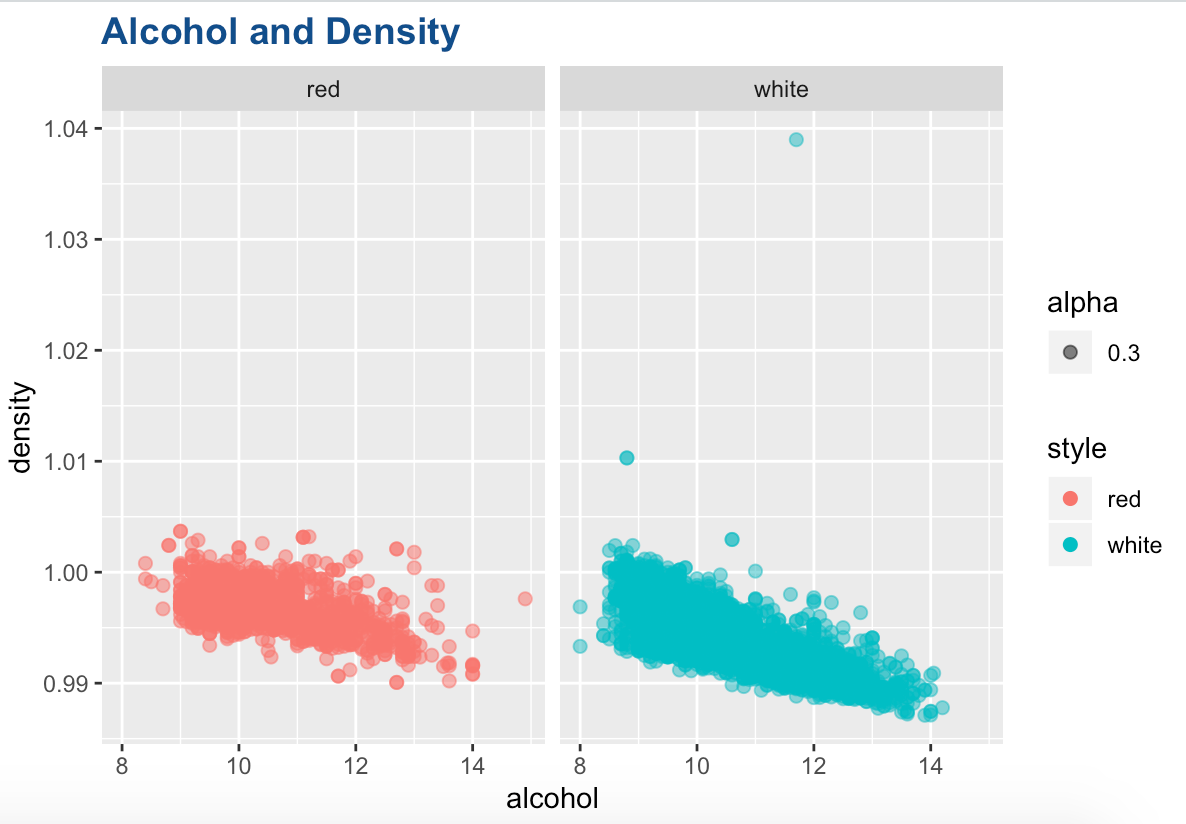 Alcohol and Density
red
white
1.04
1.03
1.02
1.01
1.00
0.99
density
8 10 12 14
8 10 12 14
alcohol
alpha
0.3
style
red
white